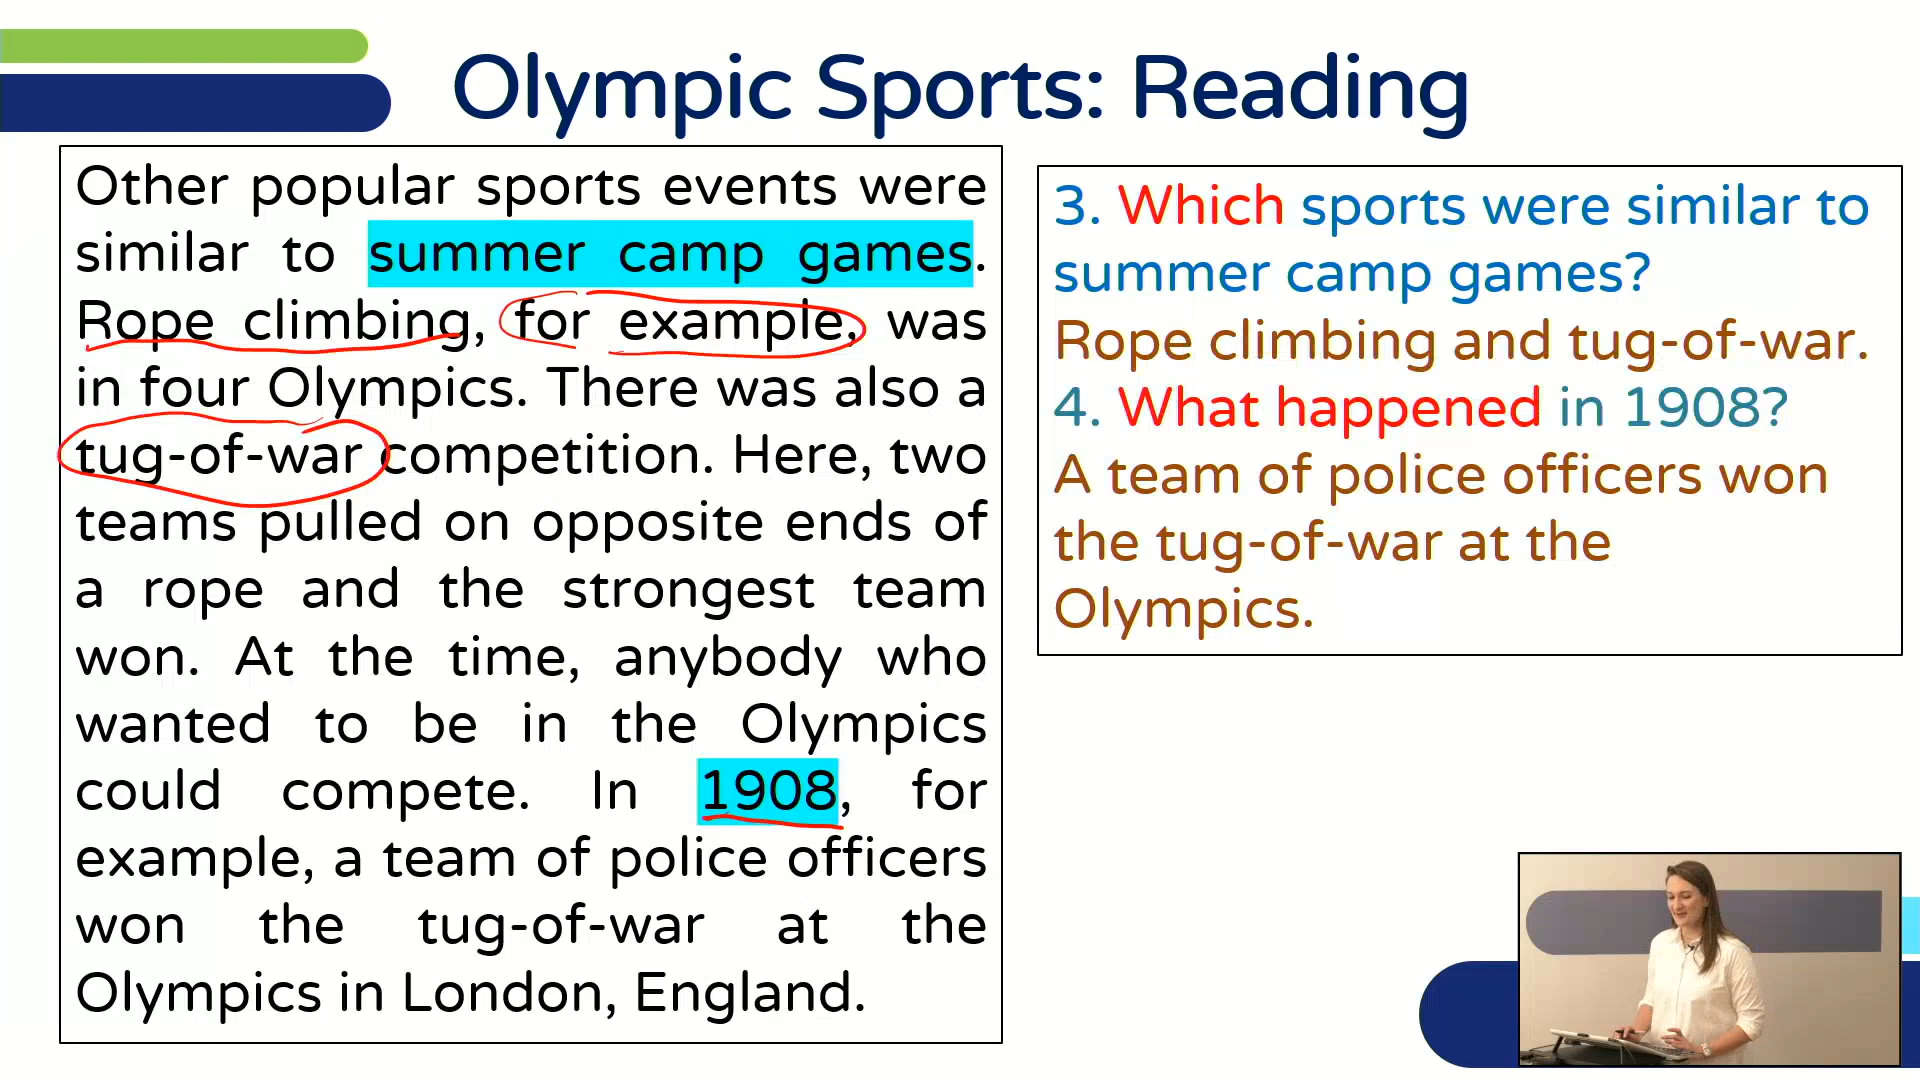 Olympic Sports: Reading
Other popular sports events were
similar to summer camp games.
Rope climbing, for example, was
in four Olympics. There was also a
tug-of-war competition. Here, two
teams pulled on opposite ends of
a rope and the strongest team
won. At the time, anybody who
wanted to be in the Olympics
could compete. In 1908, for
example, a team of police officers
won the tug-of-war at the
Olympics in London, England.
3. Which sports were similar to
summer camp games?
Rope climbing and tug-of-war.
4. What happened in 1908?
A team of police officers won
the tug-of-war at the
Olympics.